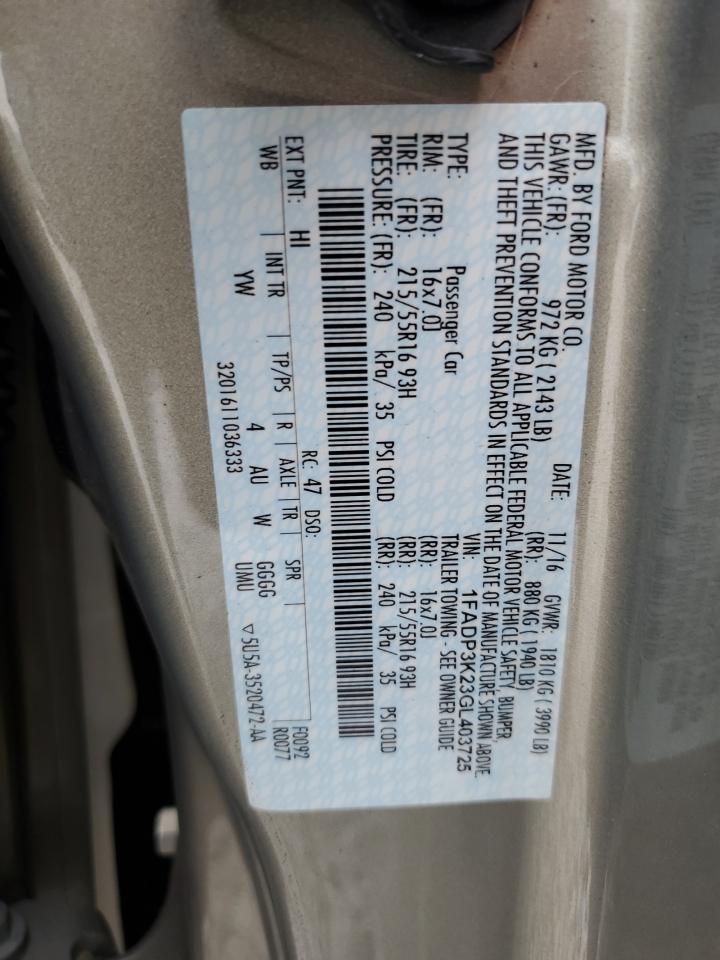 MFD. BY FORD MOTOR CO. DATE: 11/16 GVWR: 1810 KG ( 3990 LB)
GAWR: (FR): 972 KG ( 2143 LB) (RR): 880 KG ( 1940 LB)
THIS VEHICLE CONFORMS TO ALL APPLICABLE FEDERAL MOTOR VEHICLE SAFETY, BUMPER,
AND THEFT PREVENTION STANDARDS IN EFFECT ON THE DATE OF MANUFACTURE SHOWN ABOVE.
VIN: 1FADP3K23GL403725
TYPE: Passenger Car TRAILER TOWING - SEE OWNER GUIDE
RIM: (FR): 16x7.0J (RR): 16x7.0J
TIRE: (FR): 215/55R16 93H (RR): 215/55R16 93H
PRESSURE: (FR): 240 kPa/ 35 PSI COLD (RR): 240 kPa/ 35 PSI COLD
EXT PNT: HI RC: 47 DSO: F0092
WB INT TR TP/PS R AXLE TR SPR R0077
YW 4 AU W GGGG UMU
3201611036333 ▽5U5A-3520472-AA